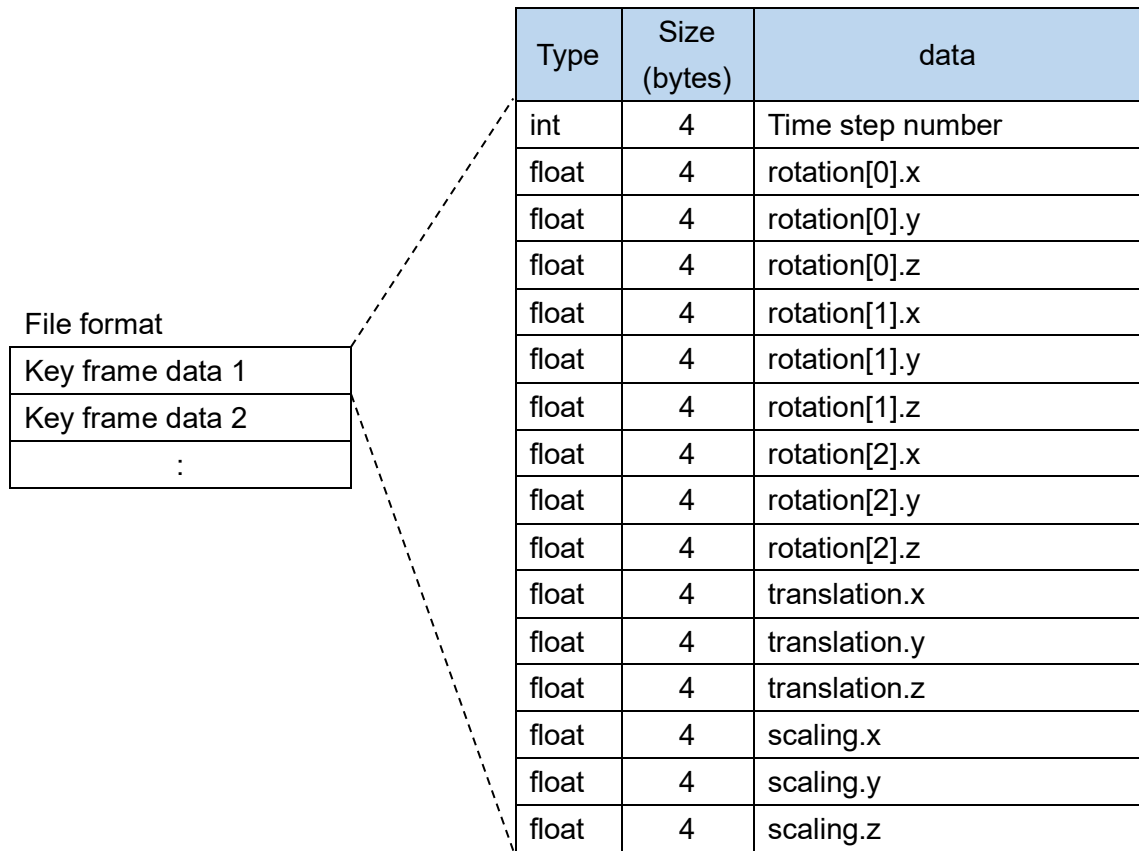 File format
Key frame data 1
Key frame data 2
:
Type Size (bytes) data
int 4 Time step number
float 4 rotation[0].x
float 4 rotation[0].y
float 4 rotation[0].z
float 4 rotation[1].x
float 4 rotation[1].y
float 4 rotation[1].z
float 4 rotation[2].x
float 4 rotation[2].y
float 4 rotation[2].z
float 4 translation.x
float 4 translation.y
float 4 translation.z
float 4 scaling.x
float 4 scaling.y
float 4 scaling.z